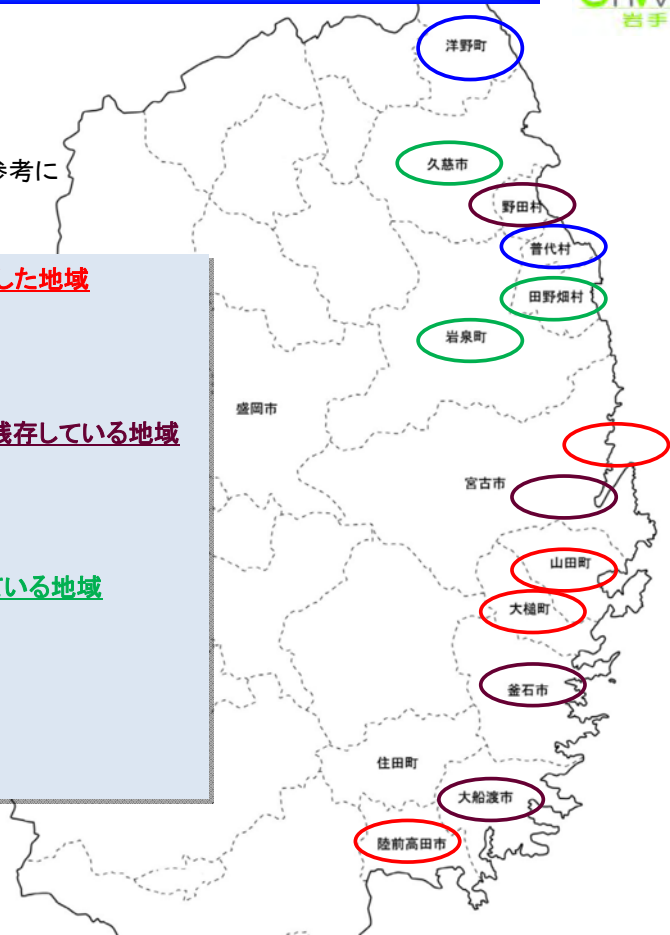 岩手
洋野町
久慈市
参考に
野田村
普代村
した地域
田野畑村
岩泉町
盛岡市
残存している地域
宮古市
山田町
ている地域
大槌町
釜石市
住田町
大船渡市
陸前高田市